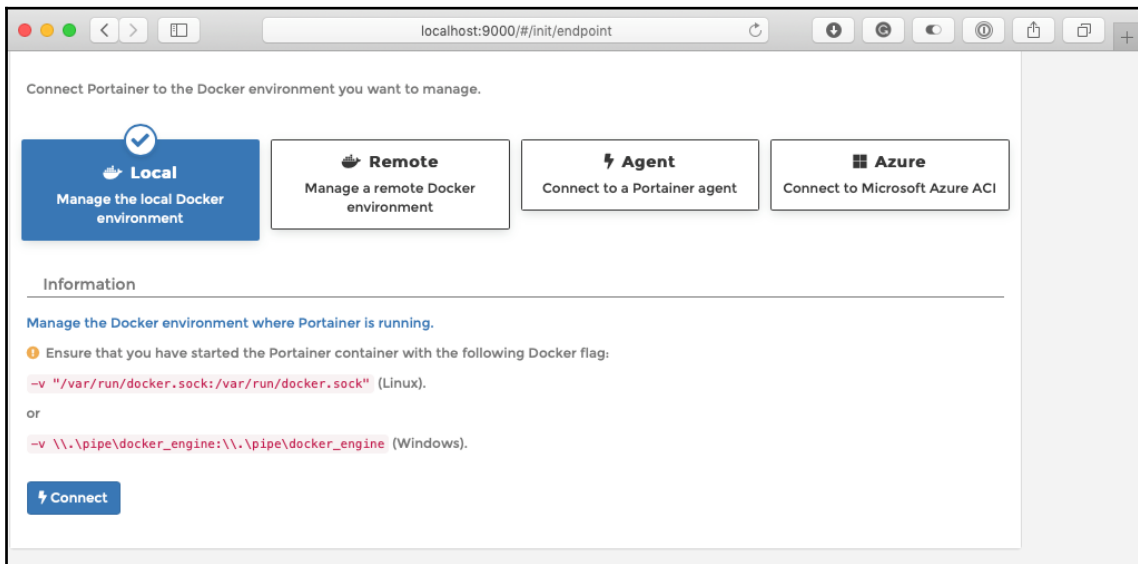 localhost:9000/#/init/endpoint
Connect Portainer to the Docker environment you want to manage.
Local
Manage the local Docker
environment
Remote
Manage a remote Docker
environment
Agent
Connect to a Portainer agent
Azure
Connect to Microsoft Azure ACI
Information
Manage the Docker environment where Portainer is running.
Ensure that you have started the Portainer container with the following Docker flag:
-v "/var/run/docker.sock:/var/run/docker.sock" (Linux).
or
-v \\.\pipe\docker_engine:\\.\pipe\docker_engine (Windows).
Connect